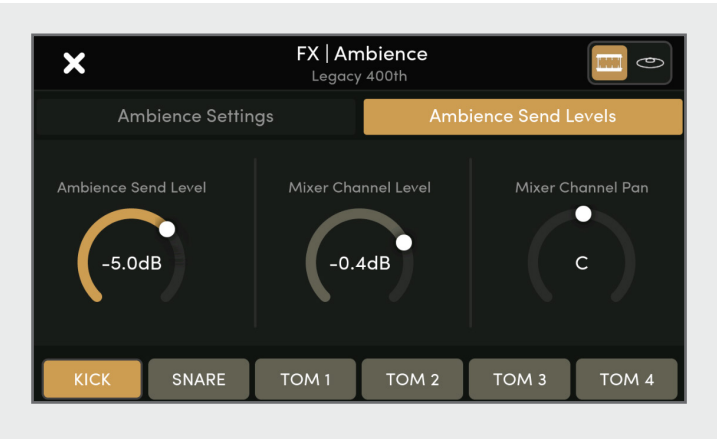 FX | Ambience
Legacy 400th
Ambience Settings
Ambience Send Levels
Ambience Send Level
Mixer Channel Level
Mixer Channel Pan
-5.0dB
-0.4dB
C
KICK
SNARE
TOM 1
TOM 2
TOM 3
TOM 4